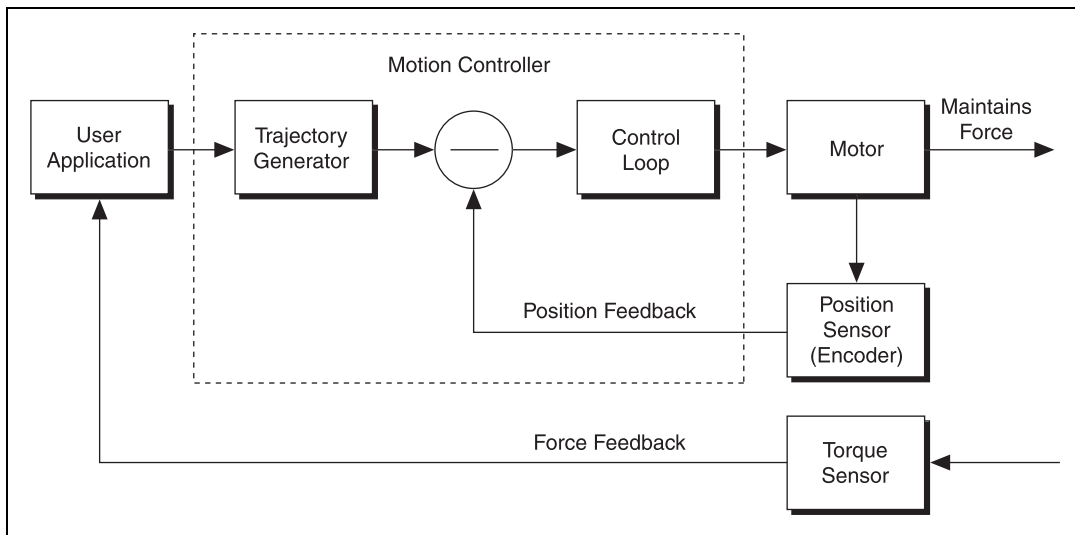 Motion Controller
User
Application
Trajectory
Generator
Control
Loop
Motor
Maintains
Force
Position Feedback
Position
Sensor
(Encoder)
Force Feedback
Torque
Sensor